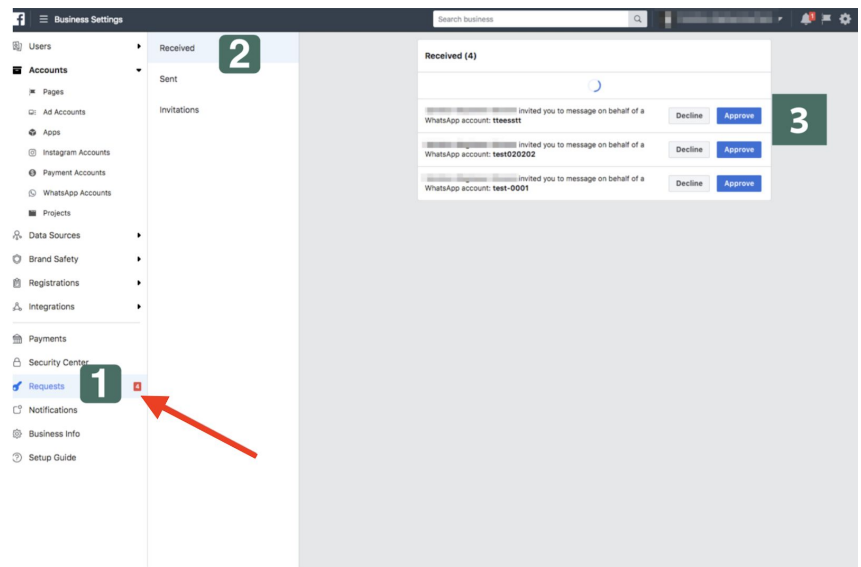 f
Business Settings
Search business
Users
Accounts
Pages
Ad Accounts
Apps
Instagram Accounts
Payment Accounts
WhatsApp Accounts
Projects
Data Sources
Brand Safety
Registrations
Integrations
Payments
Security Center
Requests
4
1
Notifications
Business Info
Setup Guide
Received
2
Sent
Invitations
Received (4)
invited you to message on behalf of a
WhatsApp account: tteesstt
Decline
Approve
3
invited you to message on behalf of a
WhatsApp account: test020202
Decline
Approve
invited you to message on behalf of a
WhatsApp account: test-0001
Decline
Approve